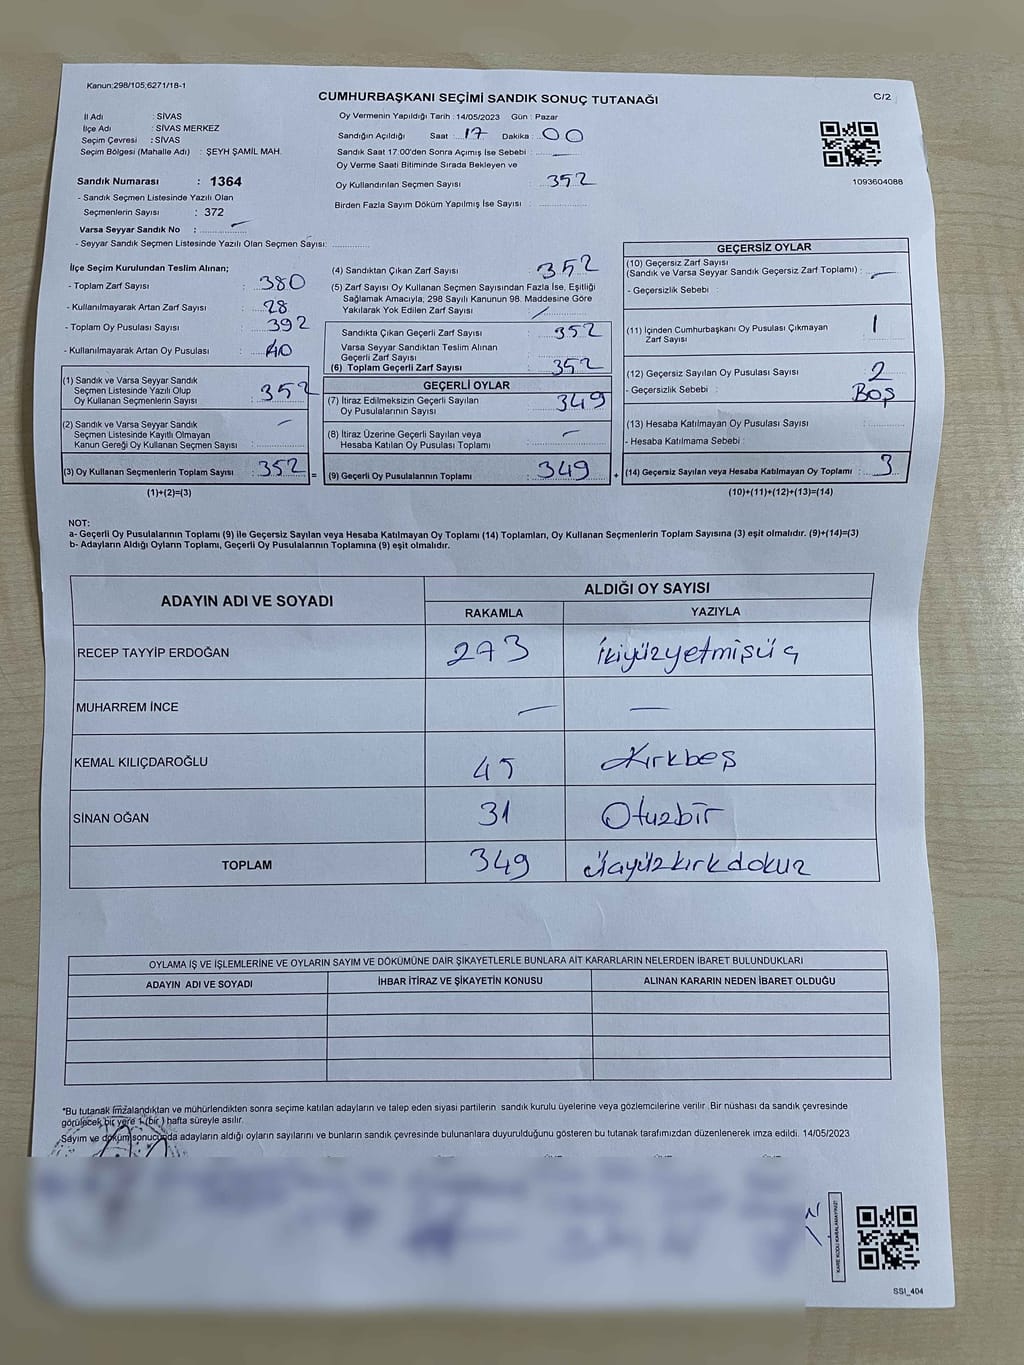 Kanun;298/105,6271/18-1
CUMHURBAŞKANI SEÇİMİ SANDIK SONUÇ TUTANAĞI
C/2
İl Adı : SİVAS
İlçe Adı : SİVAS MERKEZ
Seçim Çevresi : SİVAS
Seçim Bölgesi (Mahalle Adı) : ŞEYH ŞAMİL MAH.
Oy Vermenin Yapıldığı Tarih : 14/05/2023 Gün : Pazar
Sandığın Açıldığı Saat : 17 Dakika : 00
Sandık Saat 17:00'den Sonra Açımış İse Sebebi : —
Oy Verme Saati Bitiminde Sırada Bekleyen ve
Oy Kullandırılan Seçmen Sayısı : 352
Birden Fazla Sayım Döküm Yapılmış İse Sayısı :
1093604088
Sandık Numarası : 1364
- Sandık Seçmen Listesinde Yazılı Olan
Seçmenlerin Sayısı : 372
Varsa Seyyar Sandık No : —
- Seyyar Sandık Seçmen Listesinde Yazılı Olan Seçmen Sayısı:
İlçe Seçim Kurulundan Teslim Alınan;
- Toplam Zarf Sayısı : 380
- Kullanılmayarak Artan Zarf Sayısı : 28
- Toplam Oy Pusulası Sayısı : 392
- Kullanılmayarak Artan Oy Pusulası : 40
(1) Sandık ve Varsa Seyyar Sandık
Seçmen Listesinde Yazılı Olup
Oy Kullanan Seçmenlerin Sayısı : 352
(2) Sandık ve Varsa Seyyar Sandık
Seçmen Listesinde Kayıtlı Olmayan
Kanun Gereği Oy Kullanan Seçmen Sayısı : —
(3) Oy Kullanan Seçmenlerin Toplam Sayısı : 352 =
(1)+(2)=(3)
(4) Sandıktan Çıkan Zarf Sayısı : 352
(5) Zarf Sayısı Oy Kullanan Seçmen Sayısından Fazla İse, Eşitliği
Sağlamak Amacıyla, 298 Sayılı Kanunun 98. Maddesine Göre
Yakılarak Yok Edilen Zarf Sayısı : /
Sandıkta Çıkan Geçerli Zarf Sayısı : 352
Varsa Seyyar Sandıktan Teslim Alınan
Geçerli Zarf Sayısı
(6) Toplam Geçerli Zarf Sayısı : 352
GEÇERLİ OYLAR
(7) İtiraz Edilmeksizin Geçerli Sayılan
Oy Pusulalarının Sayısı : 349
(8) İtiraz Üzerine Geçerli Sayılan veya
Hesaba Katılan Oy Pusulası Toplamı : —
(9) Geçerli Oy Pusulalarının Toplamı : 349 +
GEÇERSİZ OYLAR
(10) Geçersiz Zarf Sayısı
(Sandık ve Varsa Seyyar Sandık Geçersiz Zarf Toplamı) : —
- Geçersizlik Sebebi :
(11) İçinden Cumhurbaşkanı Oy Pusulası Çıkmayan
Zarf Sayısı : 1
(12) Geçersiz Sayılan Oy Pusulası Sayısı : 2
- Geçersizlik Sebebi : Boş
(13) Hesaba Katılmayan Oy Pusulası Sayısı :
- Hesaba Katılmama Sebebi :
(14) Geçersiz Sayılan veya Hesaba Katılmayan Oy Toplamı : 3
(10)+(11)+(12)+(13)=(14)
NOT:
a- Geçerli Oy Pusulalarının Toplamı (9) ile Geçersiz Sayılan veya Hesaba Katılmayan Oy Toplamı (14) Toplamları, Oy Kullanan Seçmenlerin Toplam Sayısına (3) eşit olmalıdır. (9)+(14)=(3)
b- Adayların Aldığı Oyların Toplamı, Geçerli Oy Pusulalarının Toplamına (9) eşit olmalıdır.
ADAYIN ADI VE SOYADI ALDIĞI OY SAYISI
RAKAMLA YAZIYLA
RECEP TAYYİP ERDOĞAN 273 İkiyüzyetmişüç
MUHARREM İNCE — —
KEMAL KILIÇDAROĞLU 45 Kırkbeş
SİNAN OĞAN 31 Otuzbir
TOPLAM 349 üçyüzkırkdokuz
OYLAMA İŞ VE İŞLEMLERİNE VE OYLARIN SAYIM VE DÖKÜMÜNE DAİR ŞİKAYETLERLE BUNLARA AİT KARARLARIN NELERDEN İBARET BULUNDUKLARI
ADAYIN ADI VE SOYADI İHBAR İTİRAZ VE ŞİKAYETİN KONUSU ALINAN KARARIN NEDEN İBARET OLDUĞU
*Bu tutanak imzalandıktan ve mühürlendikten sonra seçime katılan adayların ve talep eden siyasi partilerin sandık kurulu üyelerine veya gözlemcilerine verilir. Bir nüshası da sandık çevresinde
görülecek bir yere 1 (bir) hafta süreyle asılır.
Sayım ve döküm sonucunda adayların aldığı oyların sayılarını ve bunların sandık çevresinde bulunanlara duyurulduğunu gösteren bu tutanak tarafımızdan düzenlenerek imza edildi. 14/05/2023
KARE KODU KARALAMAYINIZ!
SSI_404